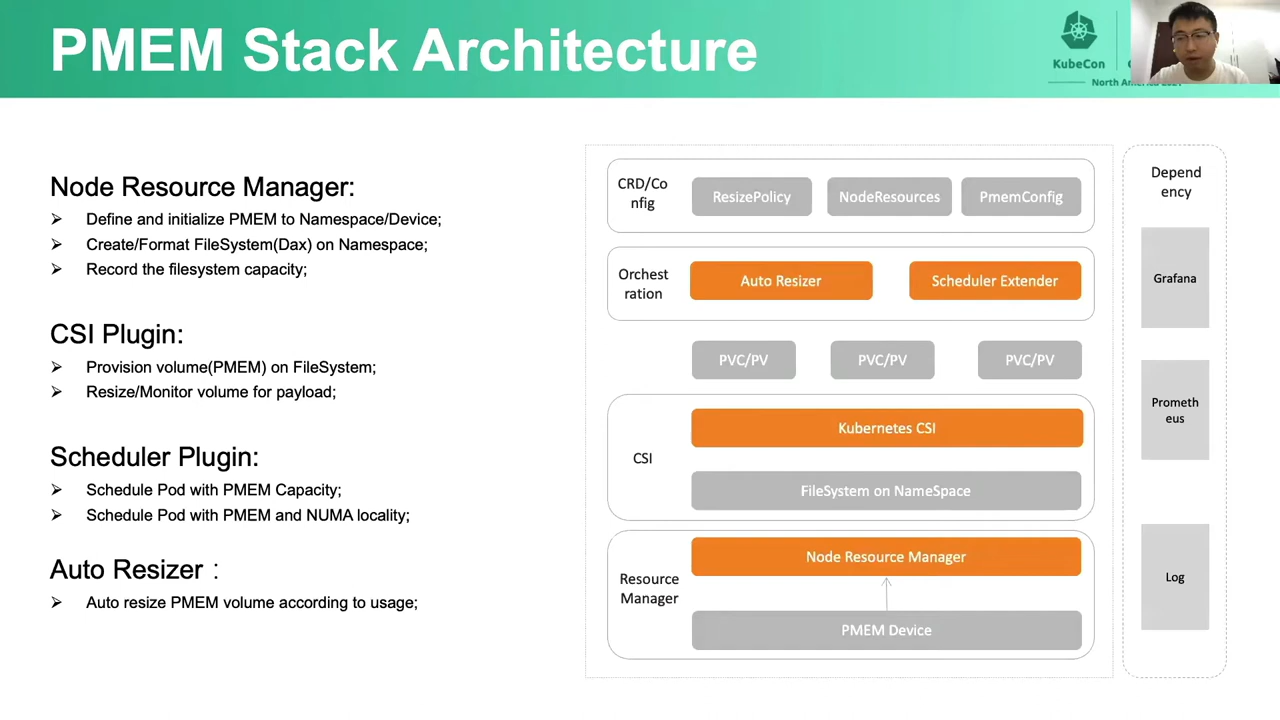 PMEM Stack Architecture
KubeCon
North America 2021
Node Resource Manager:
Define and initialize PMEM to Namespace/Device;
Create/Format FileSystem(Dax) on Namespace;
Record the filesystem capacity;
CSI Plugin:
Provision volume(PMEM) on FileSystem;
Resize/Monitor volume for payload;
Scheduler Plugin:
Schedule Pod with PMEM Capacity;
Schedule Pod with PMEM and NUMA locality;
Auto Resizer：
Auto resize PMEM volume according to usage;
CRD/Co
nfig
ResizePolicy
NodeResources
PmemConfig
Orchest
ration
Auto Resizer
Scheduler Extender
PVC/PV
PVC/PV
PVC/PV
CSI
Kubernetes CSI
FileSystem on NameSpace
Resource
Manager
Node Resource Manager
PMEM Device
Depend
ency
Grafana
Prometh
eus
Log